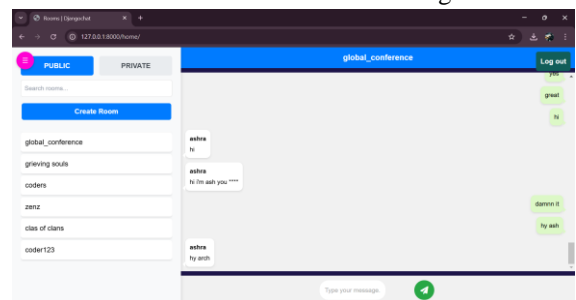 Rooms | Djangochat
127.0.0.1:8000/home/
PUBLIC
PRIVATE
Search rooms...
Create Room
global_conference
grieving souls
coders
zenz
clas of clans
coder123
global_conference
Log out
yes
great
hi
ashra
hi
ashra
hi i'm ash you ****
damnn it
hy ash
ashra
hy arch
Type your message